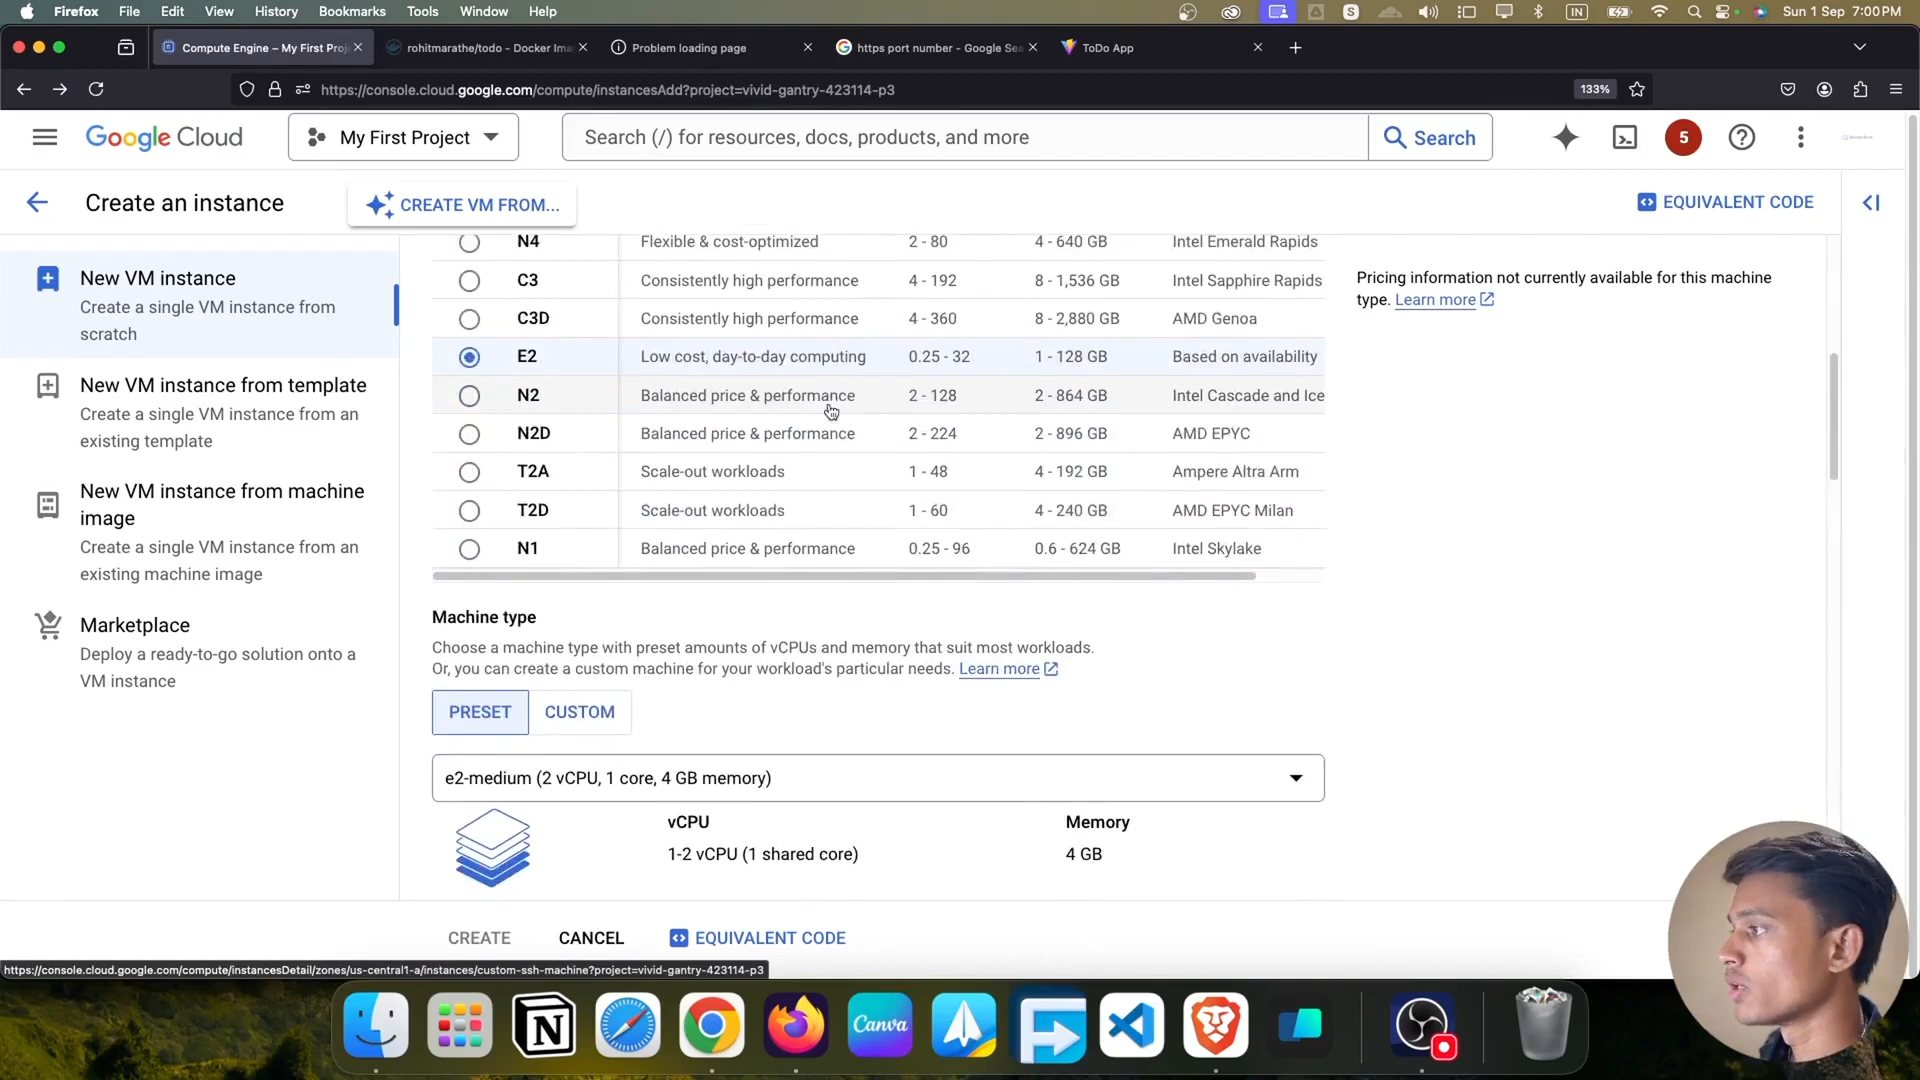 Firefox File Edit View History Bookmarks Tools Window Help
IN Sun 1 Sep 7:00 PM
Compute Engine – My First Proj
rohitmarathe/todo - Docker Ima
Problem loading page
https port number - Google Sea
ToDo App
https://console.cloud.google.com/compute/instancesAdd?project=vivid-gantry-423114-p3
133%
Google Cloud
My First Project
Search (/) for resources, docs, products, and more
Search
5
Create an instance
CREATE VM FROM...
EQUIVALENT CODE
New VM instance
Create a single VM instance from
scratch
New VM instance from template
Create a single VM instance from an
existing template
New VM instance from machine
image
Create a single VM instance from an
existing machine image
Marketplace
Deploy a ready-to-go solution onto a
VM instance
N4 Flexible & cost-optimized 2 - 80 4 - 640 GB Intel Emerald Rapids
C3 Consistently high performance 4 - 192 8 - 1,536 GB Intel Sapphire Rapids
C3D Consistently high performance 4 - 360 8 - 2,880 GB AMD Genoa
E2 Low cost, day-to-day computing 0.25 - 32 1 - 128 GB Based on availability
N2 Balanced price & performance 2 - 128 2 - 864 GB Intel Cascade and Ice
N2D Balanced price & performance 2 - 224 2 - 896 GB AMD EPYC
T2A Scale-out workloads 1 - 48 4 - 192 GB Ampere Altra Arm
T2D Scale-out workloads 1 - 60 4 - 240 GB AMD EPYC Milan
N1 Balanced price & performance 0.25 - 96 0.6 - 624 GB Intel Skylake
Pricing information not currently available for this machine
type. Learn more
Machine type
Choose a machine type with preset amounts of vCPUs and memory that suit most workloads.
Or, you can create a custom machine for your workload's particular needs. Learn more
PRESET CUSTOM
e2-medium (2 vCPU, 1 core, 4 GB memory)
vCPU Memory
1-2 vCPU (1 shared core) 4 GB
CREATE CANCEL EQUIVALENT CODE
https://console.cloud.google.com/compute/instancesDetail/zones/us-central1-a/instances/custom-ssh-machine?project=vivid-gantry-423114-p3
Canva